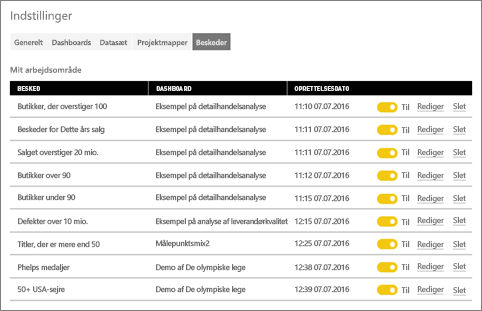 Indstillinger
Generelt Dashboards Datasæt Projektmapper Beskeder
Mit arbejdsområde
BESKED DASHBOARD OPRETTELSESDATO
Butikker, der overstiger 100 Eksempel på detailhandelsanalyse 11:10 07.07.2016 Til Rediger Slet
Beskeder for Dette års salg Eksempel på detailhandelsanalyse 11:11 07.07.2016 Til Rediger Slet
Salget overstiger 20 mio. Eksempel på detailhandelsanalyse 11:11 07.07.2016 Til Rediger Slet
Butikker over 90 Eksempel på detailhandelsanalyse 11:12 07.07.2016 Til Rediger Slet
Butikker under 90 Eksempel på detailhandelsanalyse 11:15 07.07.2016 Til Rediger Slet
Defekter over 10 mio. Eksempel på analyse af leverandørkvalitet 12:15 07.07.2016 Til Rediger Slet
Titler, der er mere end 50 Målepunktsmix2 12:25 07.07.2016 Til Rediger Slet
Phelps medaljer Demo af De olympiske lege 12:38 07.07.2016 Til Rediger Slet
50+ USA-sejre Demo af De olympiske lege 12:39 07.07.2016 Til Rediger Slet